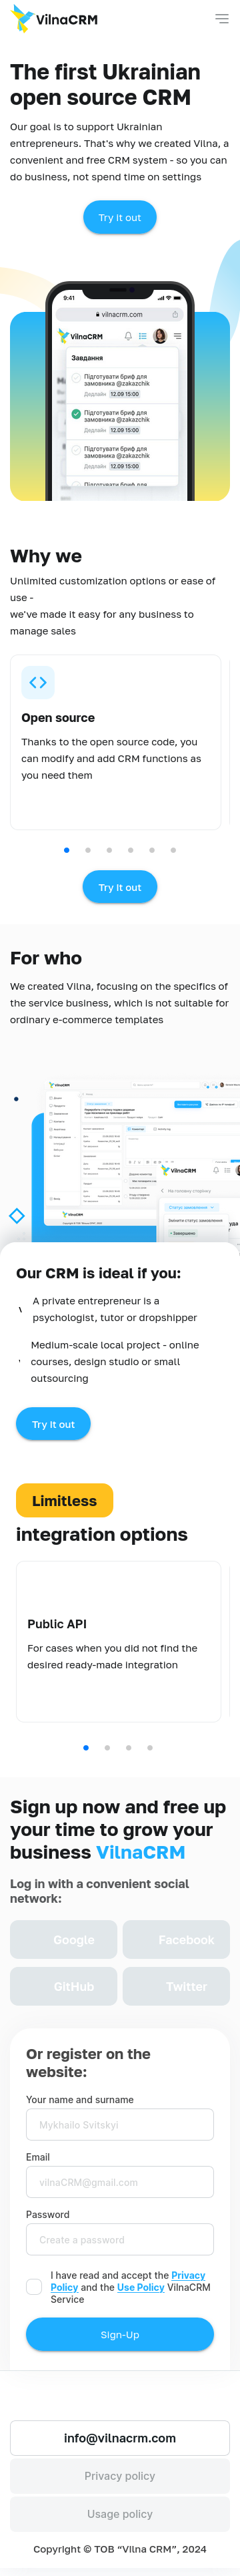 VilnaCRM
The first Ukrainian
open source CRM
Our goal is to support Ukrainian
entrepreneurs. That's why we created Vilna, a
convenient and free CRM system - so you can
do business, not spend time on settings
Try it out
9:41
vilnacrm.com
VilnaCRM
Завдання
Підготувати бриф для
замовника @zakazchik
Дедлайн 12.09 15:00
Підготувати бриф для
замовника @zakazchik
Дедлайн 12.09 15:00
Підготувати бриф для
замовника @zakazchik
Дедлайн 12.09 15:00
Підготувати бриф для
Why we
Unlimited customization options or ease of
use -
we've made it easy for any business to
manage sales
Open source
Thanks to the open source code, you
can modify and add CRM functions as
you need them
Try it out
For who
We created Vilna, focusing on the specifics of
the service business, which is not suitable for
ordinary e-commerce templates
VilnaCRM
VilnaCRM
На головну сторінку
Статус замовлення
Змінити статус замовлення
Завершено
Our CRM is ideal if you:
A private entrepreneur is a
psychologist, tutor or dropshipper
Medium-scale local project - online
courses, design studio or small
outsourcing
Try it out
Limitless
integration options
Public API
For cases when you did not find the
desired ready-made integration
Sign up now and free up
your time to grow your
business VilnaCRM
Log in with a convenient social
network:
Google
Facebook
GitHub
Twitter
Or register on the
website:
Your name and surname
Mykhailo Svitskyi
Email
vilnaCRM@gmail.com
Password
Create a password
I have read and accept the Privacy
Policy and the Use Policy VilnaCRM
Service
Sign-Up
info@vilnacrm.com
Privacy policy
Usage policy
Copyright © ТОВ “Vilna CRM”, 2024